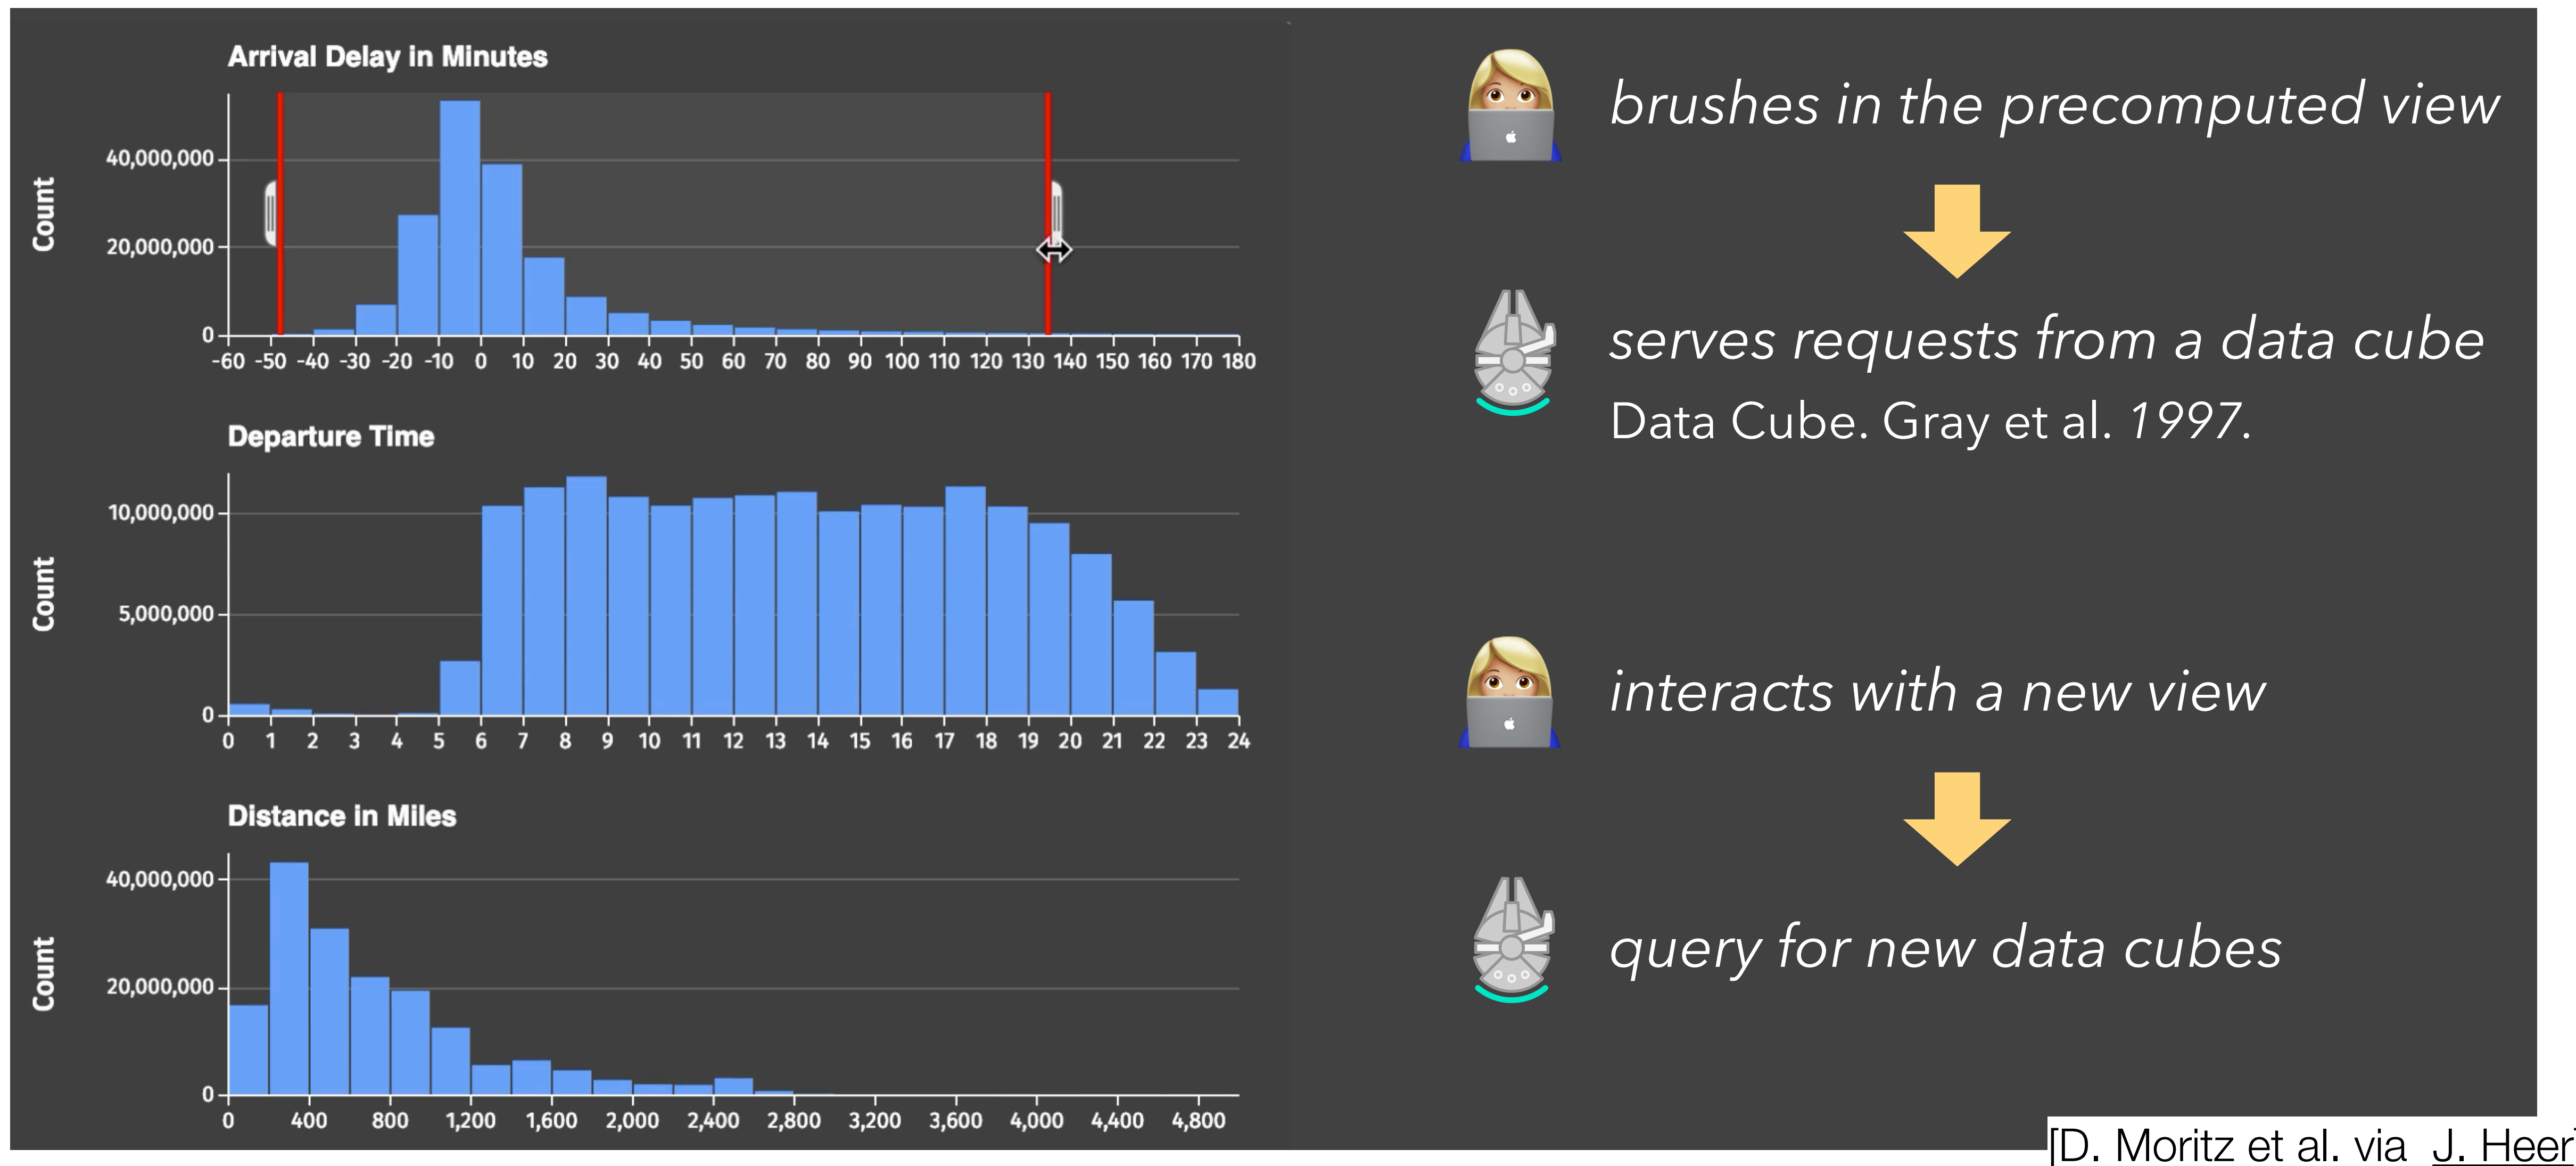 Arrival Delay in Minutes
Count
40,000,000
20,000,000
0
-60 -50 -40 -30 -20 -10 0 10 20 30 40 50 60 70 80 90 100 110 120 130 140 150 160 170 180
Departure Time
Count
10,000,000
5,000,000
0
0 1 2 3 4 5 6 7 8 9 10 11 12 13 14 15 16 17 18 19 20 21 22 23 24
Distance in Miles
Count
40,000,000
20,000,000
0
0 400 800 1,200 1,600 2,000 2,400 2,800 3,200 3,600 4,000 4,400 4,800
brushes in the precomputed view
serves requests from a data cube
Data Cube. Gray et al. 1997.
interacts with a new view
query for new data cubes
[D. Moritz et al. via J. Heer]